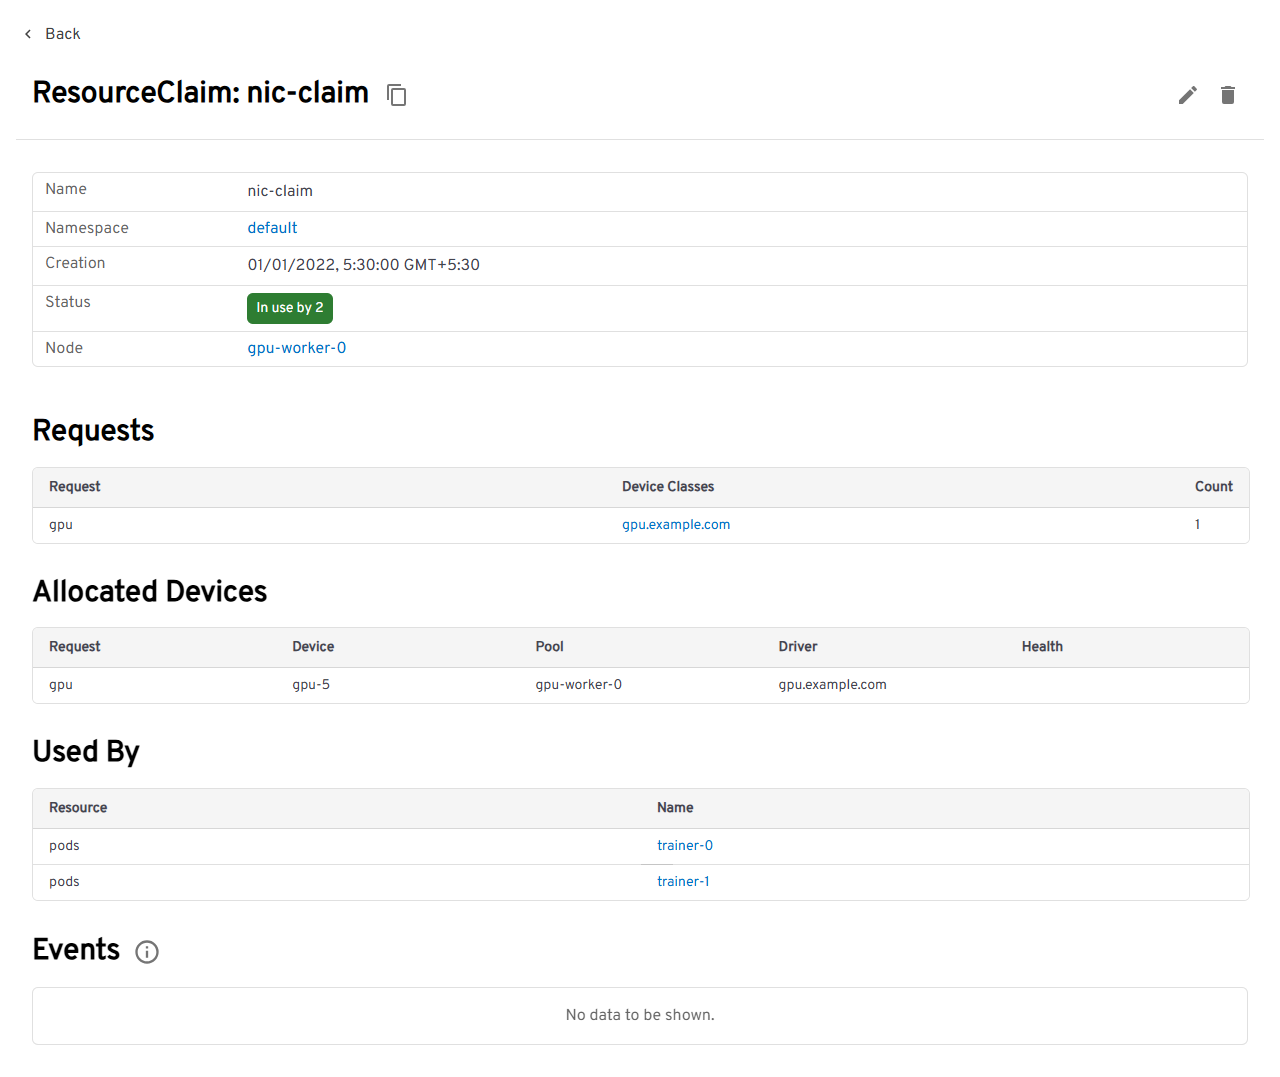 Back
ResourceClaim: nic-claim
Name nic-claim
Namespace default
Creation 01/01/2022, 5:30:00 GMT+5:30
Status In use by 2
Node gpu-worker-0
Requests
Request Device Classes Count
gpu gpu.example.com 1
Allocated Devices
Request Device Pool Driver Health
gpu gpu-5 gpu-worker-0 gpu.example.com
Used By
Resource Name
pods trainer-0
pods trainer-1
Events
No data to be shown.